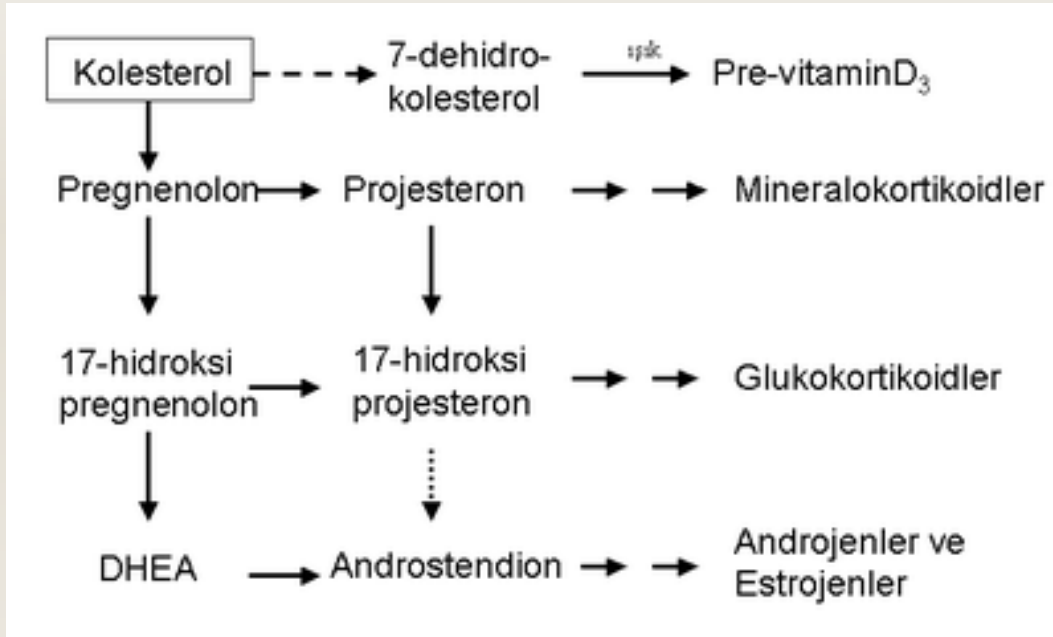 Kolesterol
7-dehidro-
kolesterol
ışık
Pre-vitaminD₃
Pregnenolon
Projesteron
Mineralokortikoidler
17-hidroksi
pregnenolon
17-hidroksi
projesteron
Glukokortikoidler
DHEA
Androstendion
Androjenler ve
Estrojenler